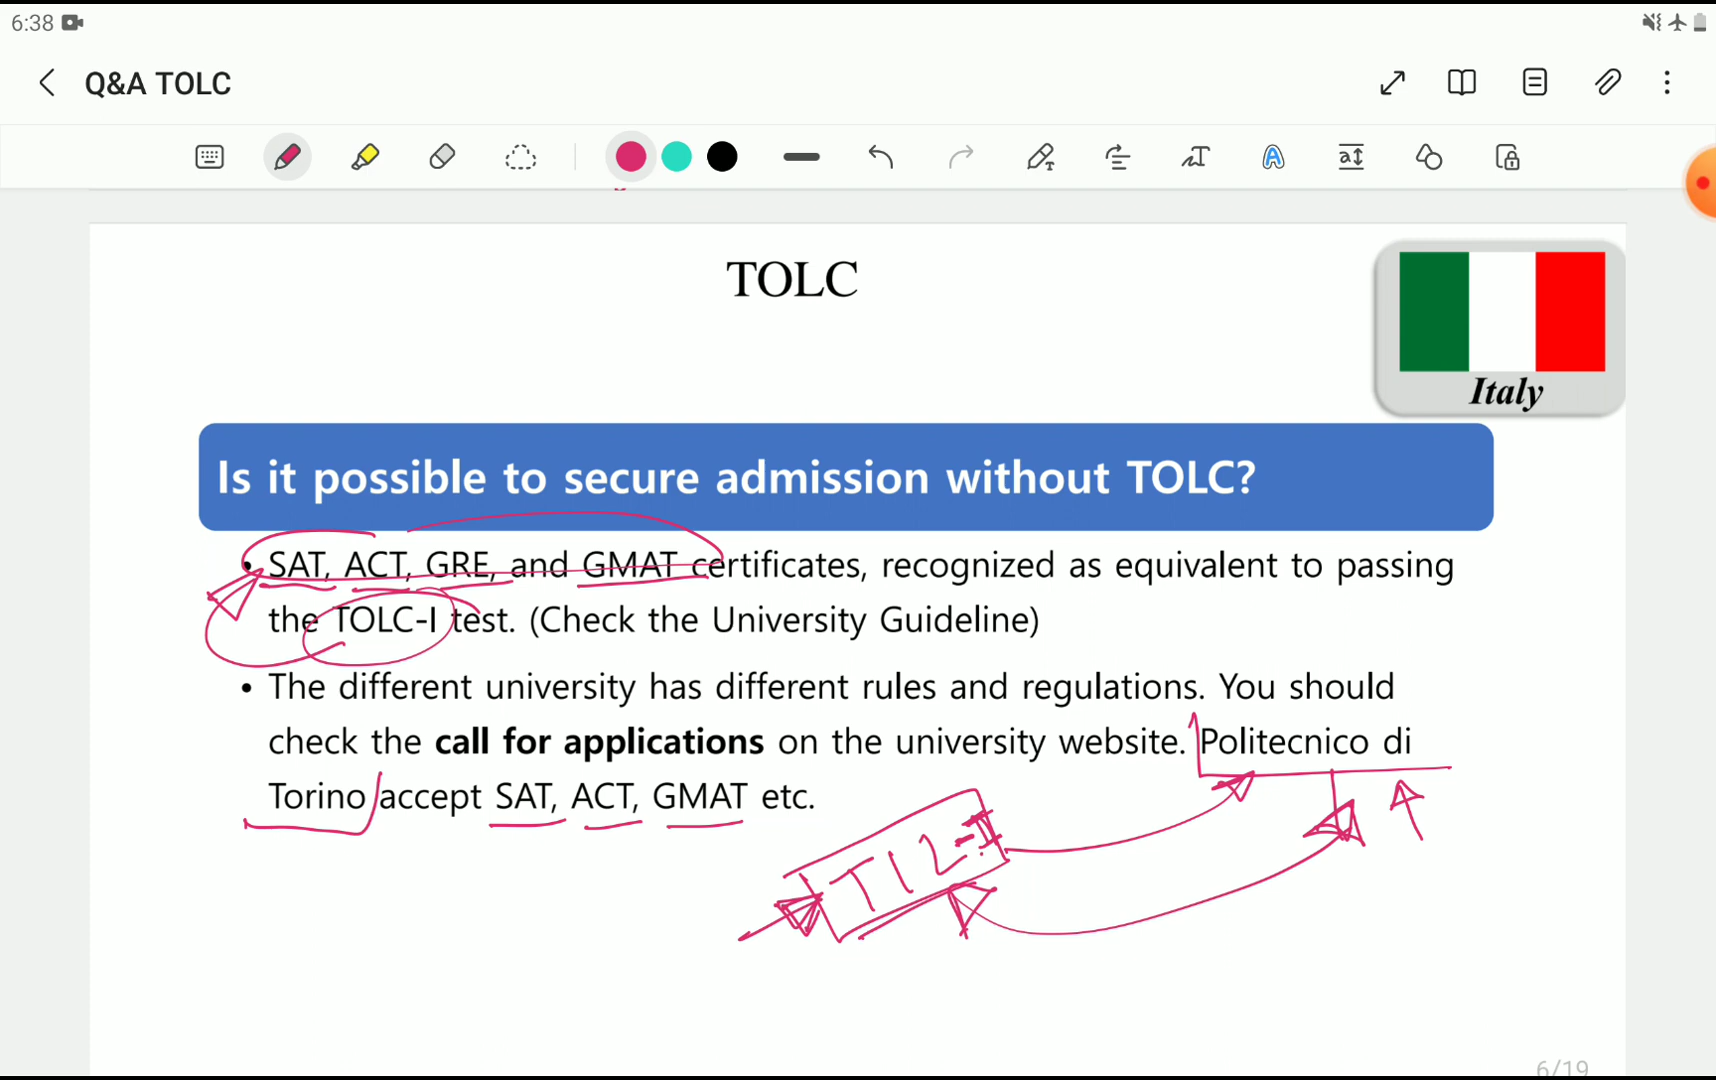 6:38
Q&A TOLC
TOLC
Italy
Is it possible to secure admission without TOLC?
• SAT, ACT, GRE, and GMAT certificates, recognized as equivalent to passing
the TOLC-I test. (Check the University Guideline)
• The different university has different rules and regulations. You should
check the call for applications on the university website. Politecnico di
Torino accept SAT, ACT, GMAT etc.
TIL-I
6/19